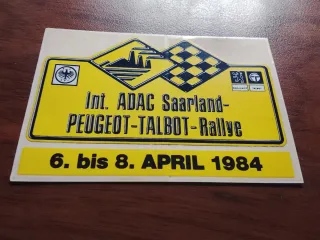 Int. ADAC Saarland-
PEUGEOT-TALBOT-Rallye
6. bis 8. APRIL 1984